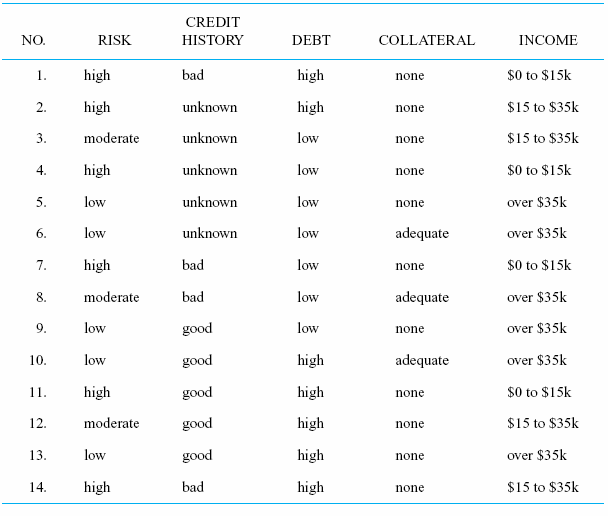 NO. RISK CREDIT HISTORY DEBT COLLATERAL INCOME
1. high bad high none $0 to $15k
2. high unknown high none $15 to $35k
3. moderate unknown low none $15 to $35k
4. high unknown low none $0 to $15k
5. low unknown low none over $35k
6. low unknown low adequate over $35k
7. high bad low none $0 to $15k
8. moderate bad low adequate over $35k
9. low good low none over $35k
10. low good high adequate over $35k
11. high good high none $0 to $15k
12. moderate good high none $15 to $35k
13. low good high none over $35k
14. high bad high none $15 to $35k